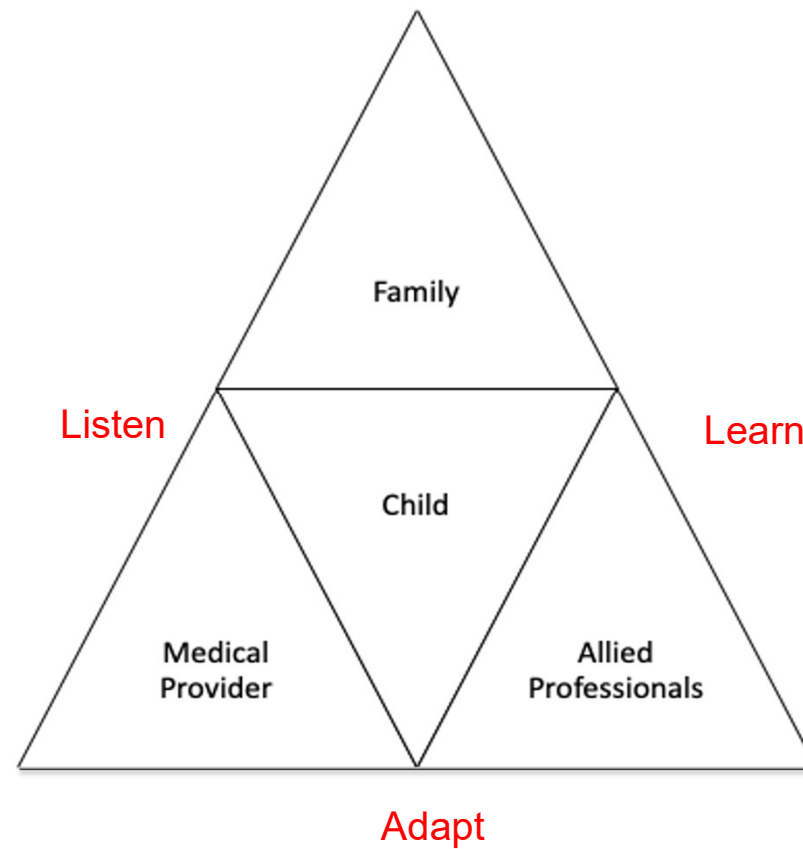 Family
Listen
Learn
Child
Medical
Provider
Allied
Professionals
Adapt